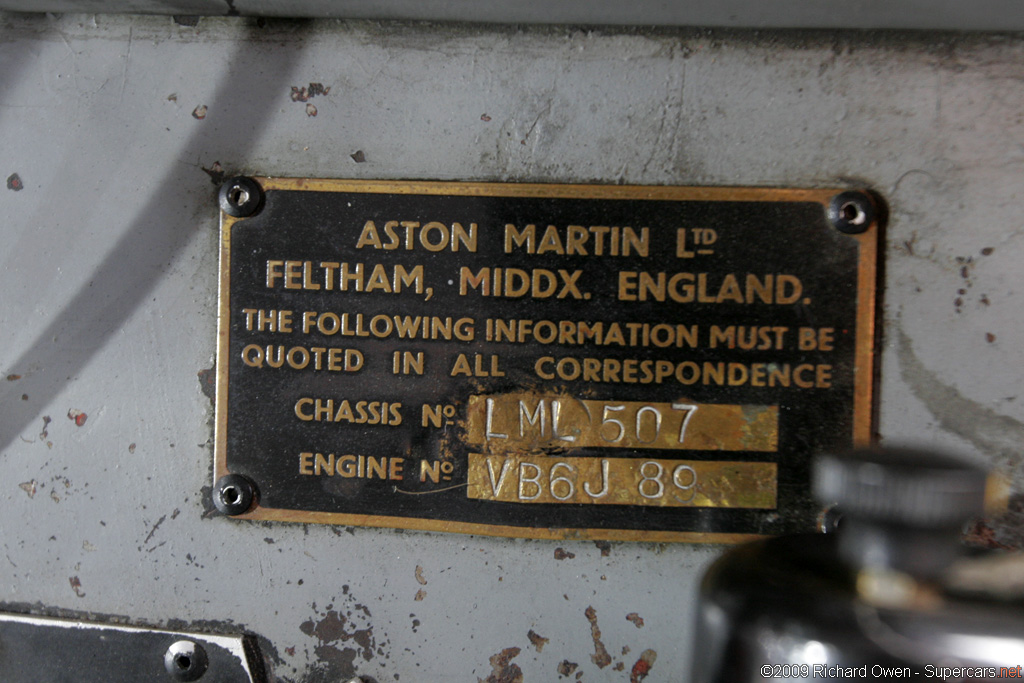 ASTON MARTIN LTD
FELTHAM, MIDDX. ENGLAND.
THE FOLLOWING INFORMATION MUST BE
QUOTED IN ALL CORRESPONDENCE
CHASSIS No. LML 507
ENGINE No. VB6J 89
©2009 Richard Owen - Supercars.net